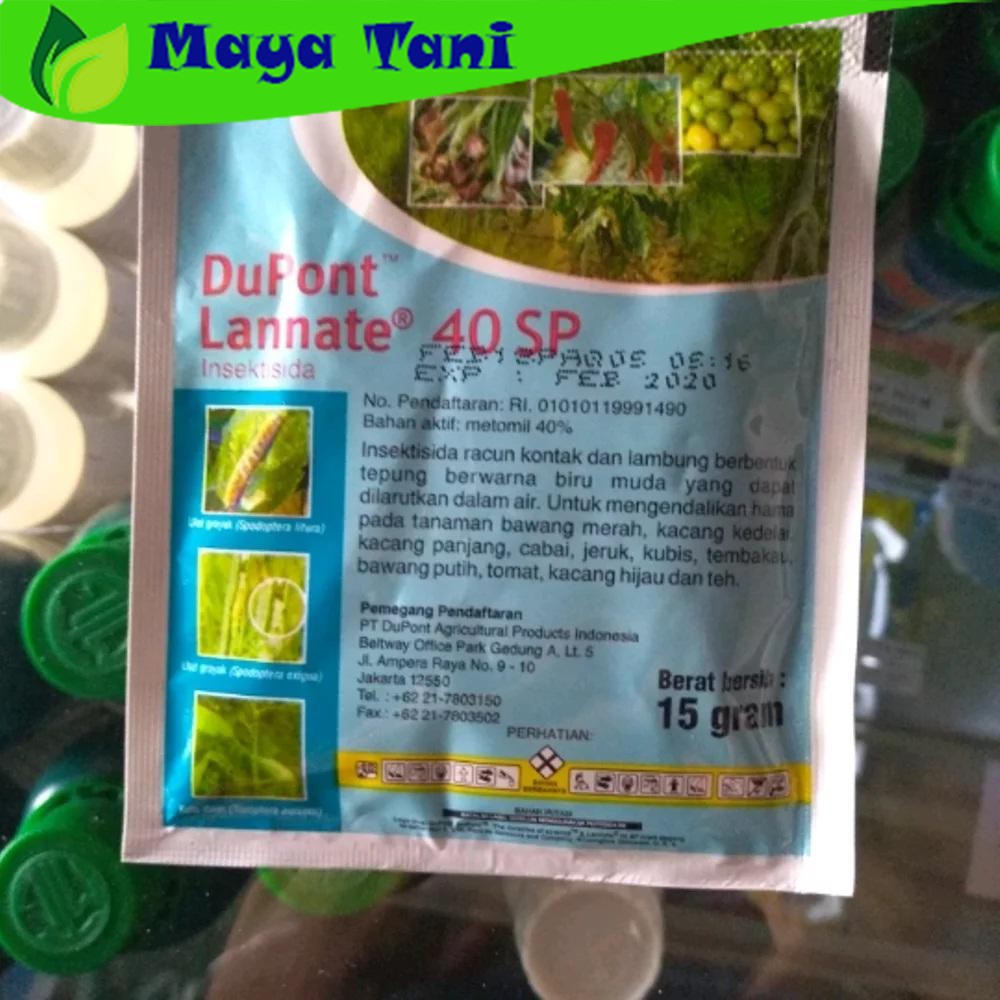 Maya Tani
DuPont™
Lannate® 40 SP
Insektisida
EXP : FEB 2020
No. Pendaftaran: RI. 01010119991490
Bahan aktif: metomil 40%
Insektisida racun kontak dan lambung berbentuk
tepung berwarna biru muda yang dapat
dilarutkan dalam air. Untuk mengendalikan hama
pada tanaman bawang merah, kacang kedelai,
kacang panjang, cabai, jeruk, kubis, tembakau,
bawang putih, tomat, kacang hijau dan teh.
Ulat grayak (Spodoptera litura)
Ulat grayak (Spodoptera exigua)
Pemegang Pendaftaran
PT DuPont Agricultural Products Indonesia
Beltway Office Park Gedung A, Lt. 5
Jl. Ampera Raya No. 9 - 10
Jakarta 12550
Tel. : +62 21-7803150
Fax.: +62 21-7803502
Berat bersih :
15 gram
PERHATIAN: